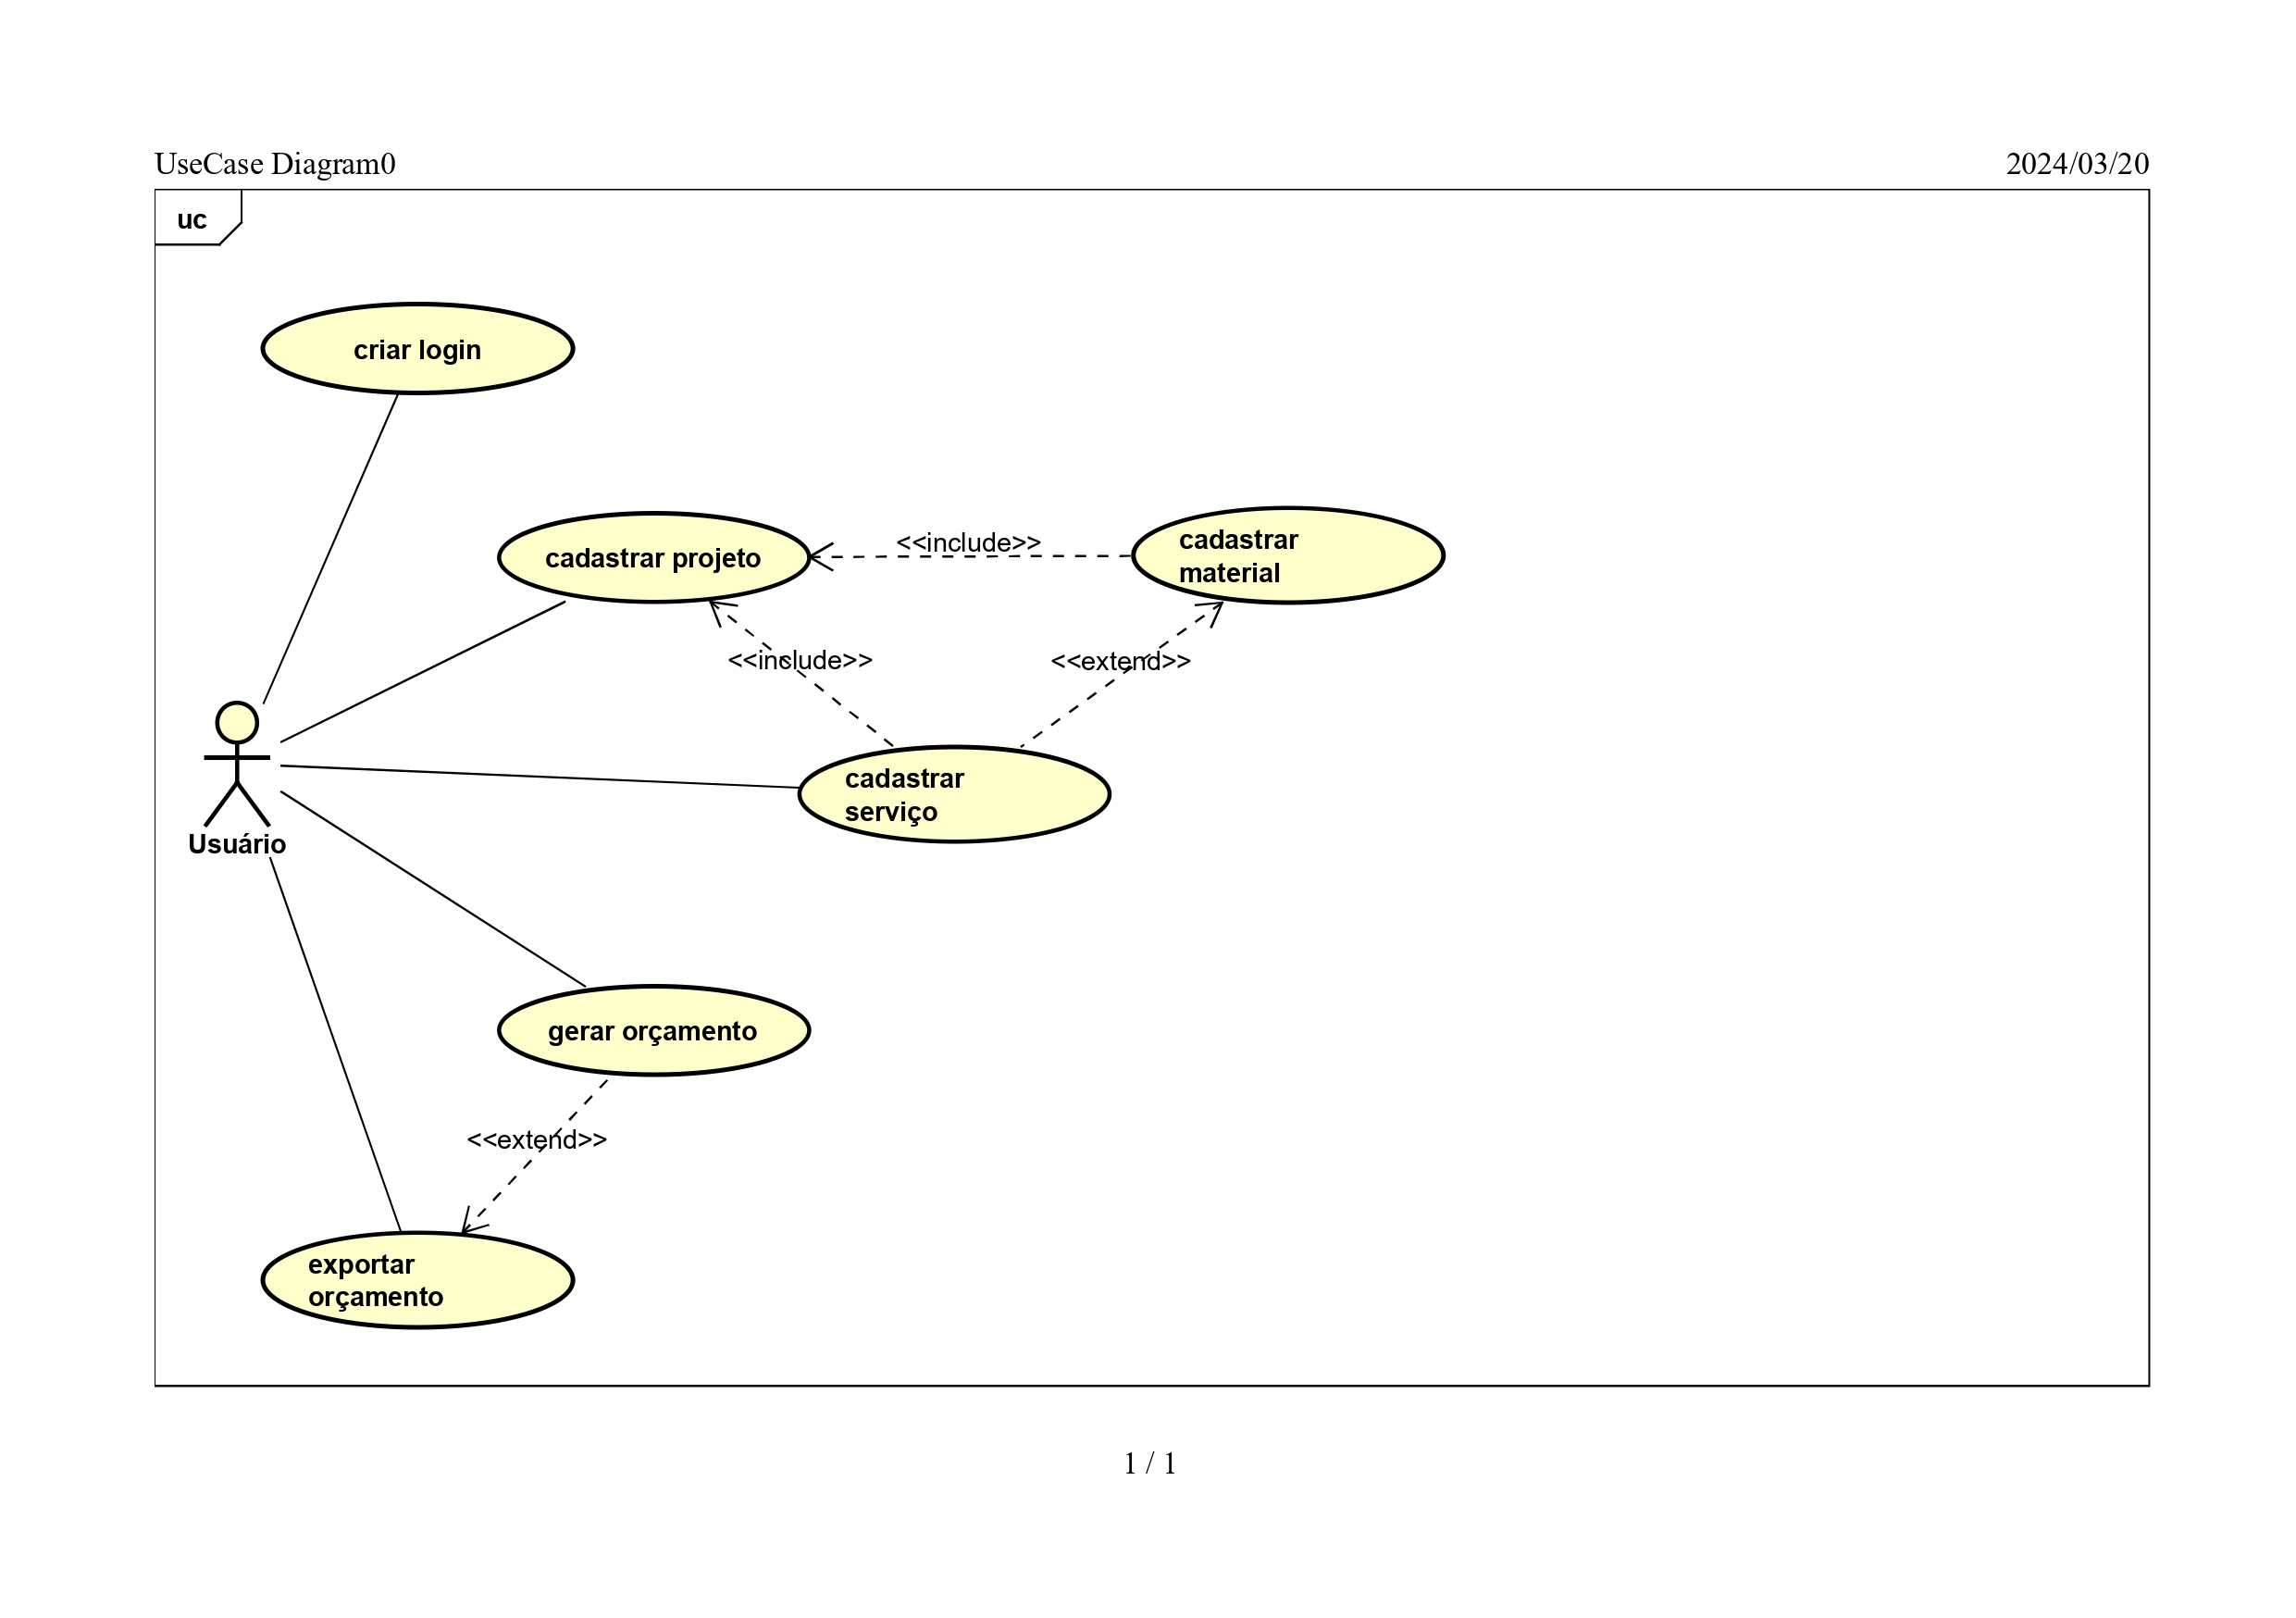 UseCase Diagram0
2024/03/20
uc
criar login
cadastrar projeto
<<include>>
cadastrar
material
<<include>>
<<extend>>
cadastrar
serviço
Usuário
gerar orçamento
<<extend>>
exportar
orçamento
1 / 1